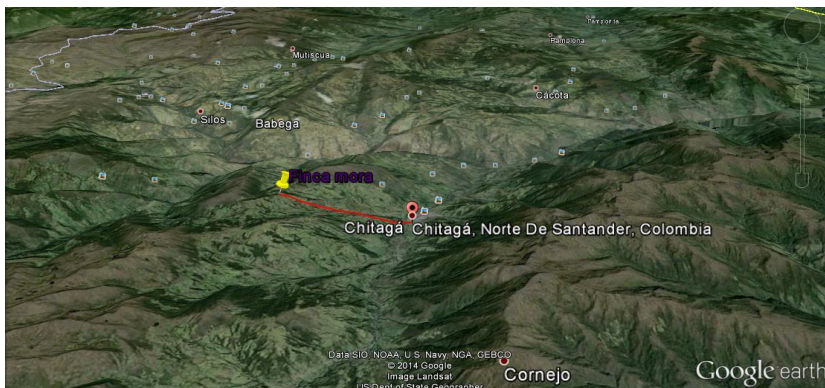 Pamplona
Pamplona
Mutiscua
Cácota
Silos
Babega
Finca mora
Chitagá
Chitagá, Norte De Santander, Colombia
Cornejo
Data SIO, NOAA, U.S. Navy, NGA, GEBCO
© 2014 Google
Image Landsat
US Dept of State Geographer
Google earth